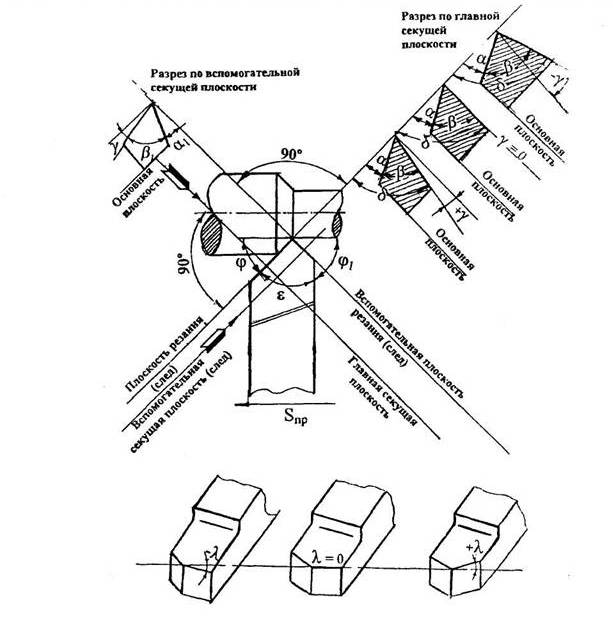 Разрез по главной
секущей
плоскости
Разрез по вспомогательной
секущей плоскости
α
β
δ
-γ
γ
β₁
α₁
Основная
плоскость
α
β
δ
γ = 0
Основная
плоскость
90°
α
β
δ
+γ
Основная
плоскость
Основная
плоскость
90°
φ
φ₁
ε
Плоскость резания
(след)
Вспомогательная
секущая плоскость (след)
Вспомогательная плоскость
резания (след)
Главная секущая
плоскость
Sпр
-λ
λ = 0
+λ